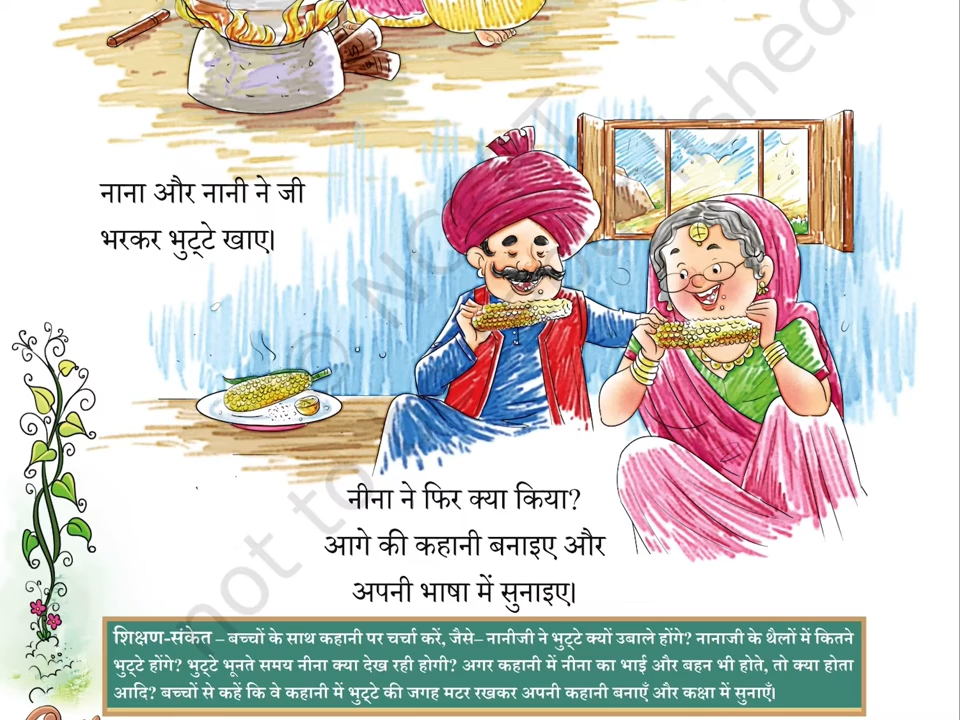 नाना और नानी ने जी
भरकर भुट्टे खाए।
नीना ने फिर क्या किया?
आगे की कहानी बनाइए और
अपनी भाषा में सुनाइए।
शिक्षण-संकेत – बच्चों के साथ कहानी पर चर्चा करें, जैसे– नानीजी ने भुट्टे क्यों उबाले होंगे? नानाजी के थैलों में कितने
भुट्टे होंगे? भुट्टे भूनते समय नीना क्या देख रही होगी? अगर कहानी में नीना का भाई और बहन भी होते, तो क्या होता
आदि? बच्चों से कहें कि वे कहानी में भुट्टे की जगह मटर रखकर अपनी कहानी बनाएँ और कक्षा में सुनाएँ।